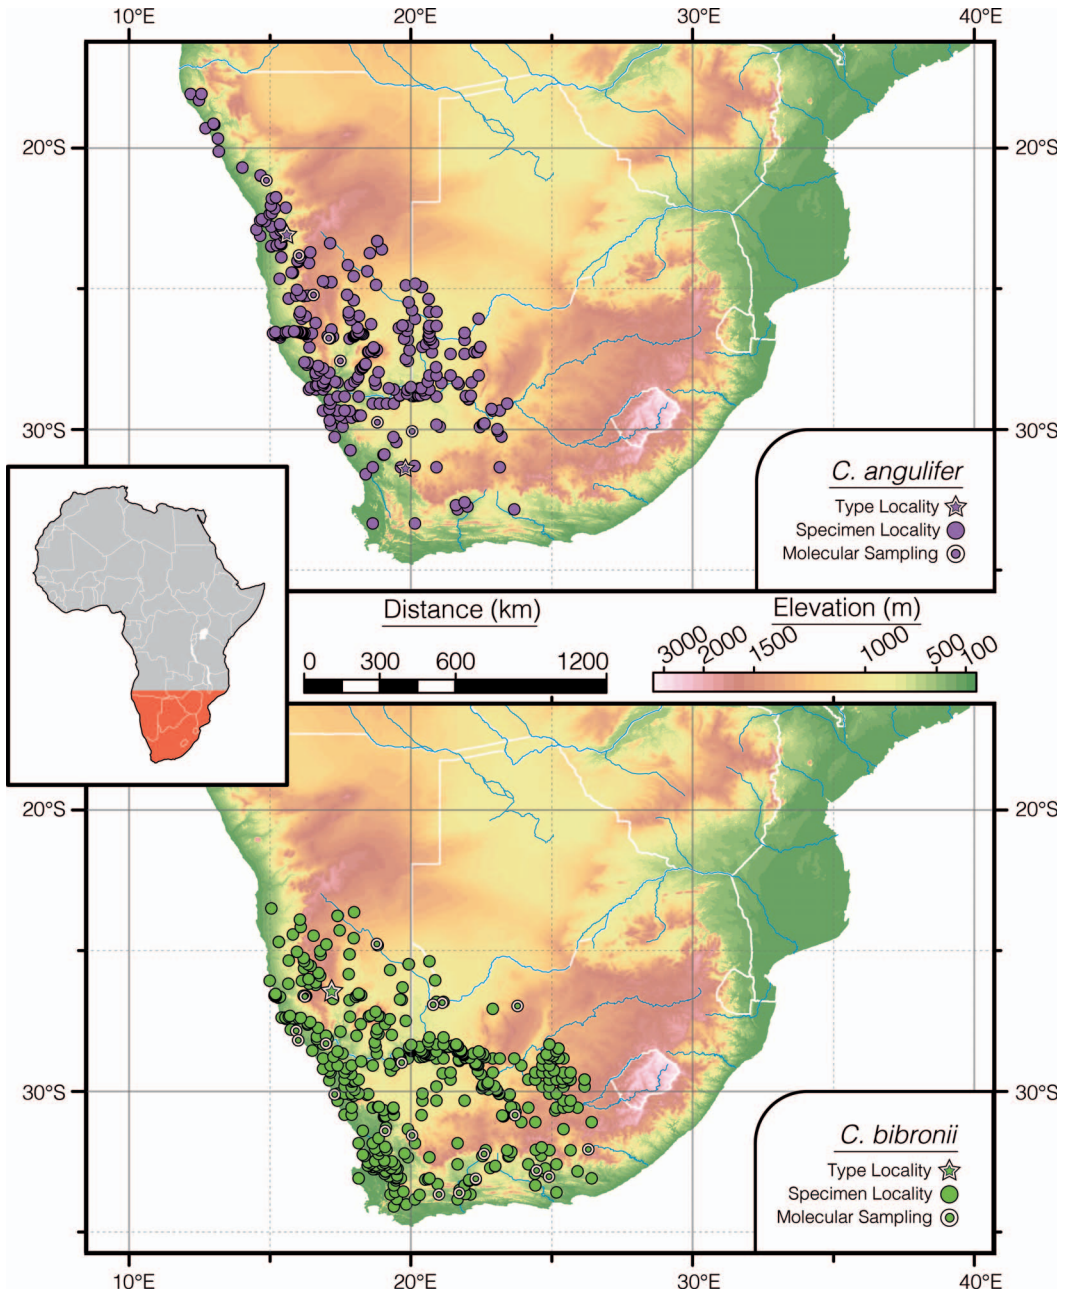 10°E 20°E 30°E 40°E
20°S 20°S
30°S 30°S
C. angulifer
Type Locality
Specimen Locality
Molecular Sampling
Distance (km)
0 300 600 1200
Elevation (m)
3000 2000 1500 1000 500 100
20°S 20°S
30°S 30°S
C. bibronii
Type Locality
Specimen Locality
Molecular Sampling
10°E 20°E 30°E 40°E